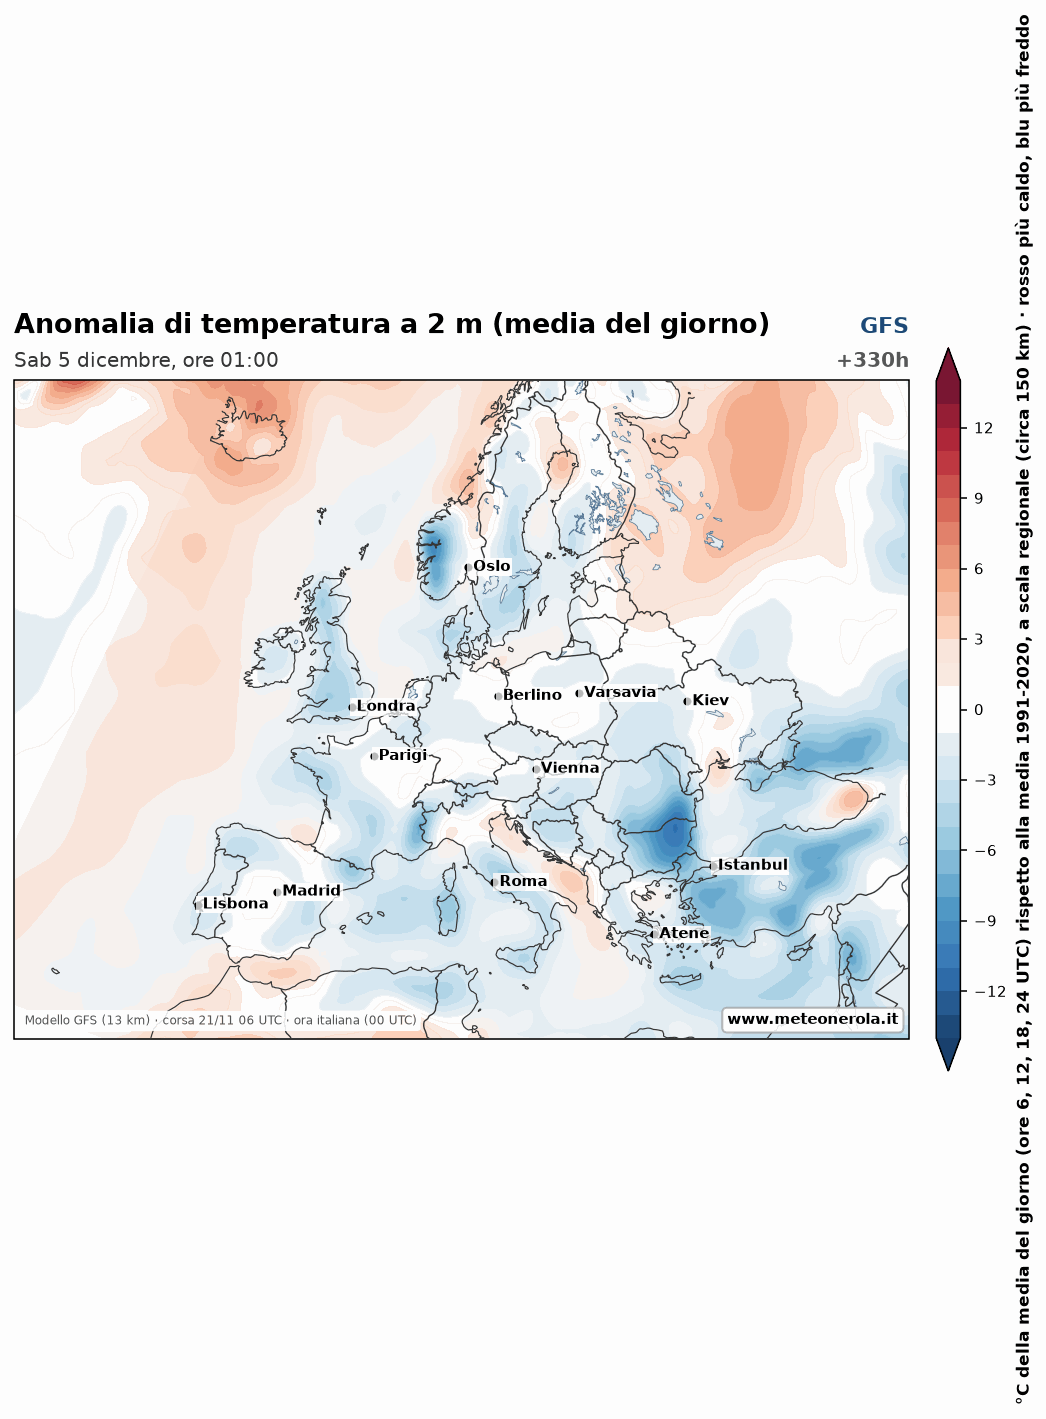 Anomalia di temperatura a 2 m (media del giorno)
GFS
Sab 5 dicembre, ore 01:00
+330h
Oslo
Londra
Berlino
Varsavia
Kiev
Parigi
Vienna
Madrid
Lisbona
Roma
Istanbul
Atene
Modello GFS (13 km) · corsa 21/11 06 UTC · ora italiana (00 UTC)
www.meteonerola.it
12
9
6
3
0
−3
−6
−9
−12
°C della media del giorno (ore 6, 12, 18, 24 UTC) rispetto alla media 1991-2020, a scala regionale (circa 150 km) · rosso più caldo, blu più freddo